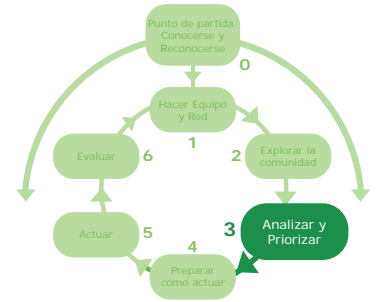 Punto de partida.
Conocerse y
Reconocerse
0
Hacer Equipo
y Red
1
2
Explorar la
comunidad
3
Analizar y
Priorizar
4
Preparar
cómo actuar
5
Actuar
6
Evaluar